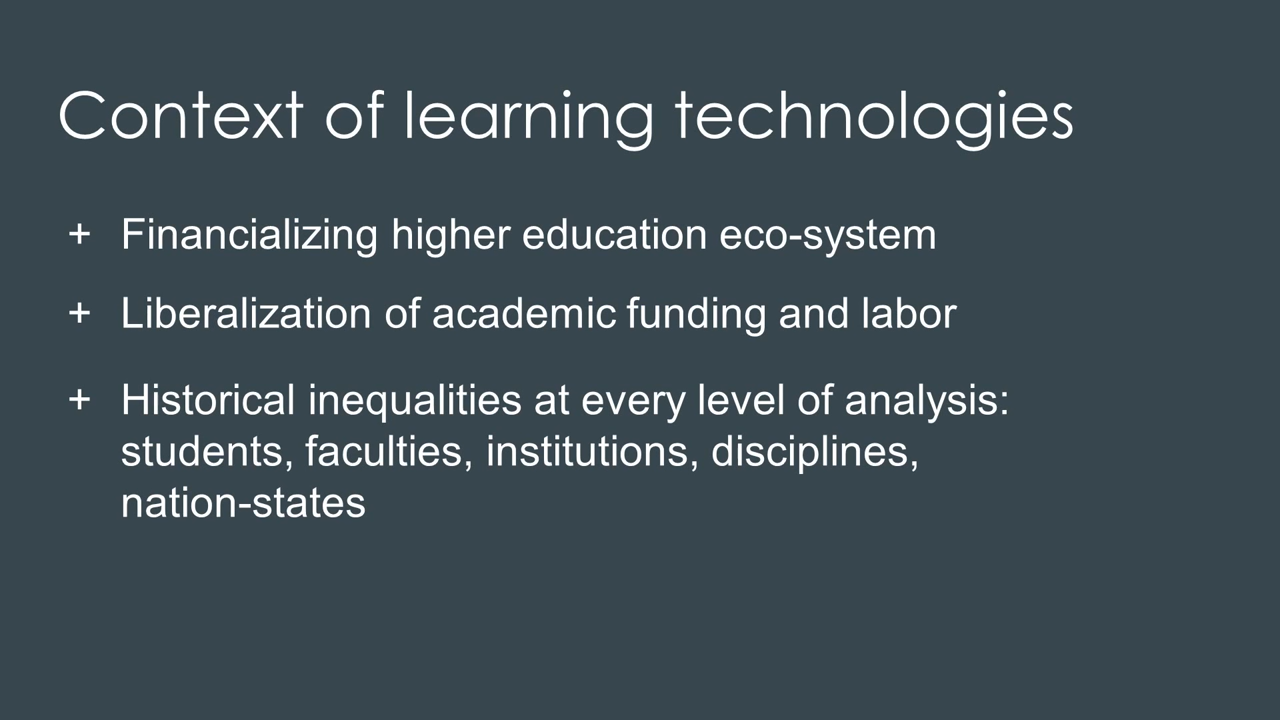 Context of learning technologies
+ Financializing higher education eco-system
+ Liberalization of academic funding and labor
+ Historical inequalities at every level of analysis:
students, faculties, institutions, disciplines,
nation-states